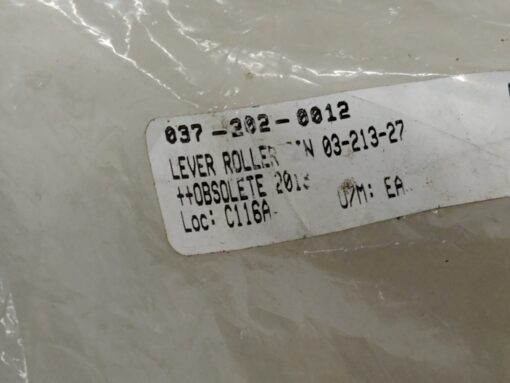 037-202-0012
LEVER ROLLER 03-213-27
++OBSOLETE
Loc: C116A U/M: EA